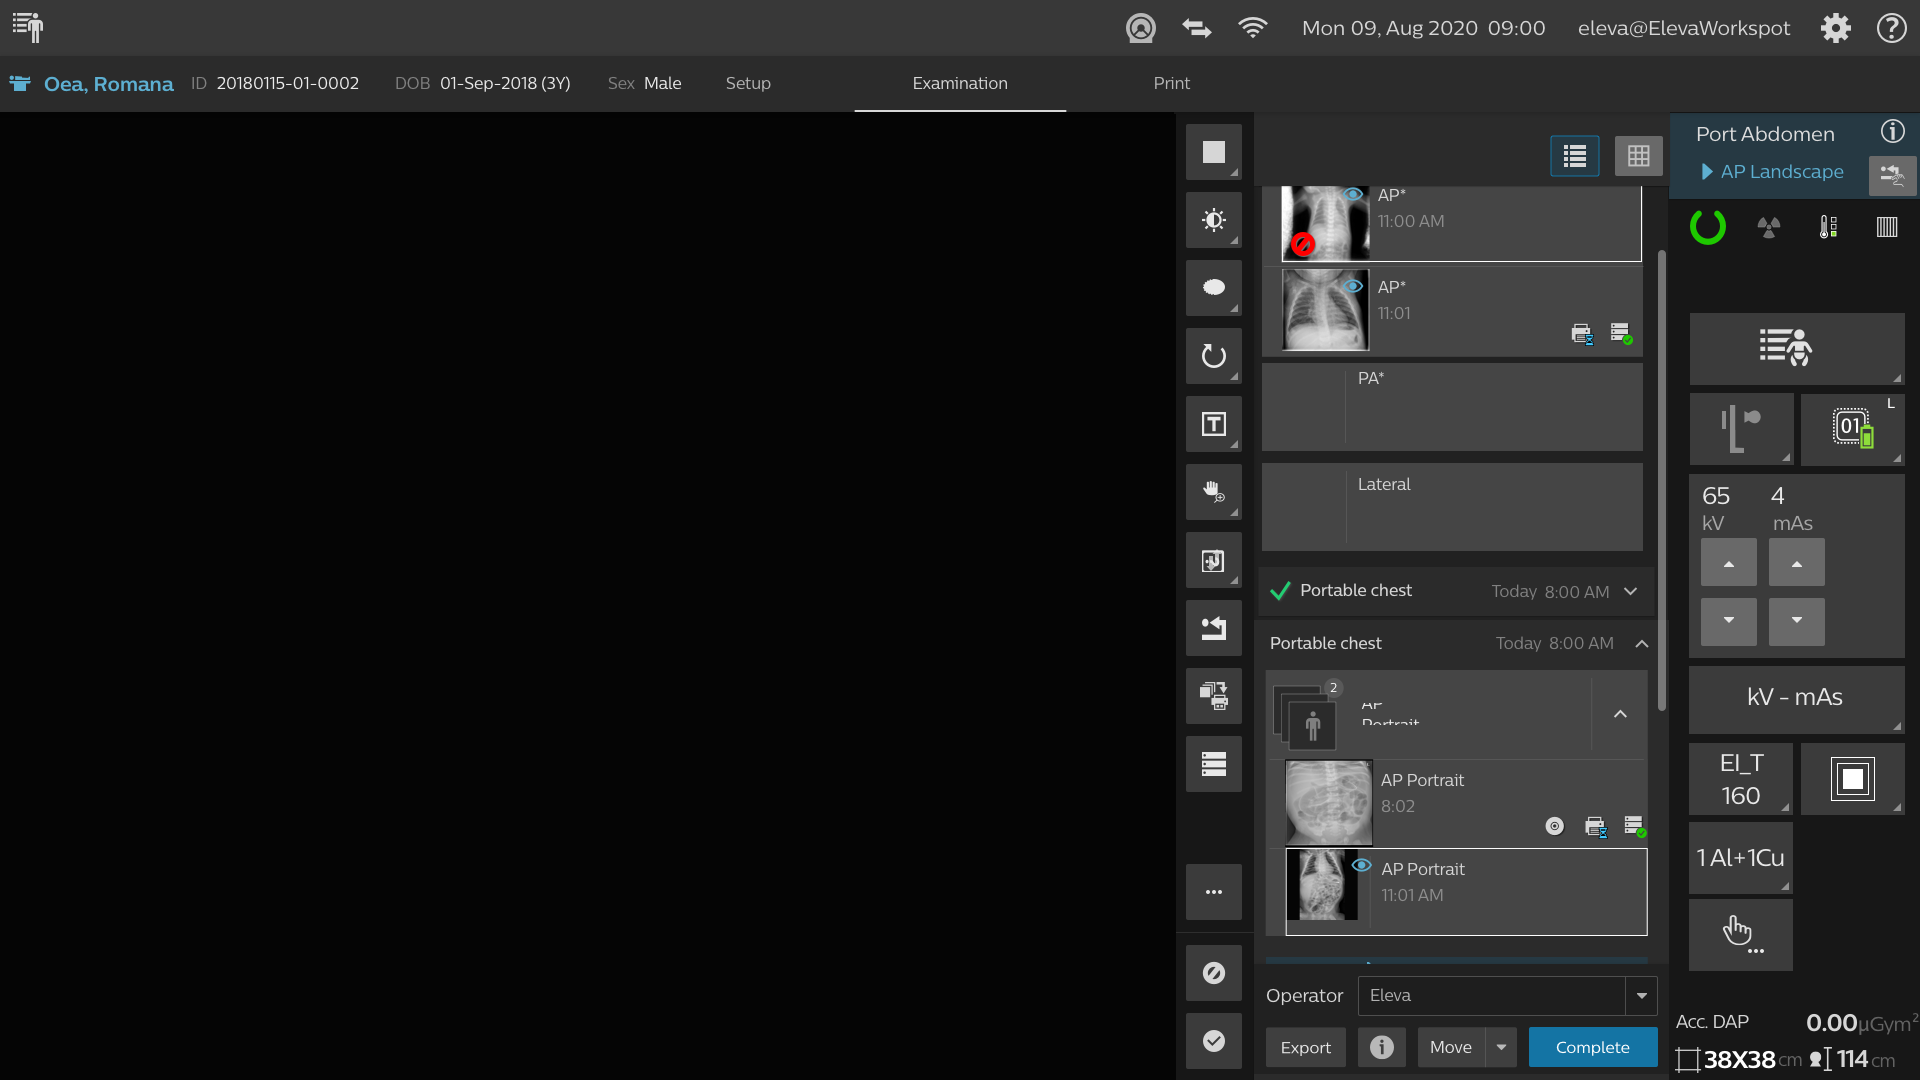 Mon 09, Aug 2020 09:00 eleva@ElevaWorkspot
Oea, Romana ID 20180115-01-0002 DOB 01-Sep-2018 (3Y) Sex Male Setup Examination Print
Port Abdomen
AP Landscape
AP*
11:00 AM
AP*
11:01
PA*
Lateral
Portable chest Today 8:00 AM
Portable chest Today 8:00 AM
2
AP
Portrait
AP Portrait
8:02
AP Portrait
11:01 AM
Operator Eleva
Export Move Complete
L
01
65 4
kV mAs
kV - mAs
EI_T
160
1 Al+1Cu
Acc. DAP 0.00 µGym²
38X38 cm 114 cm